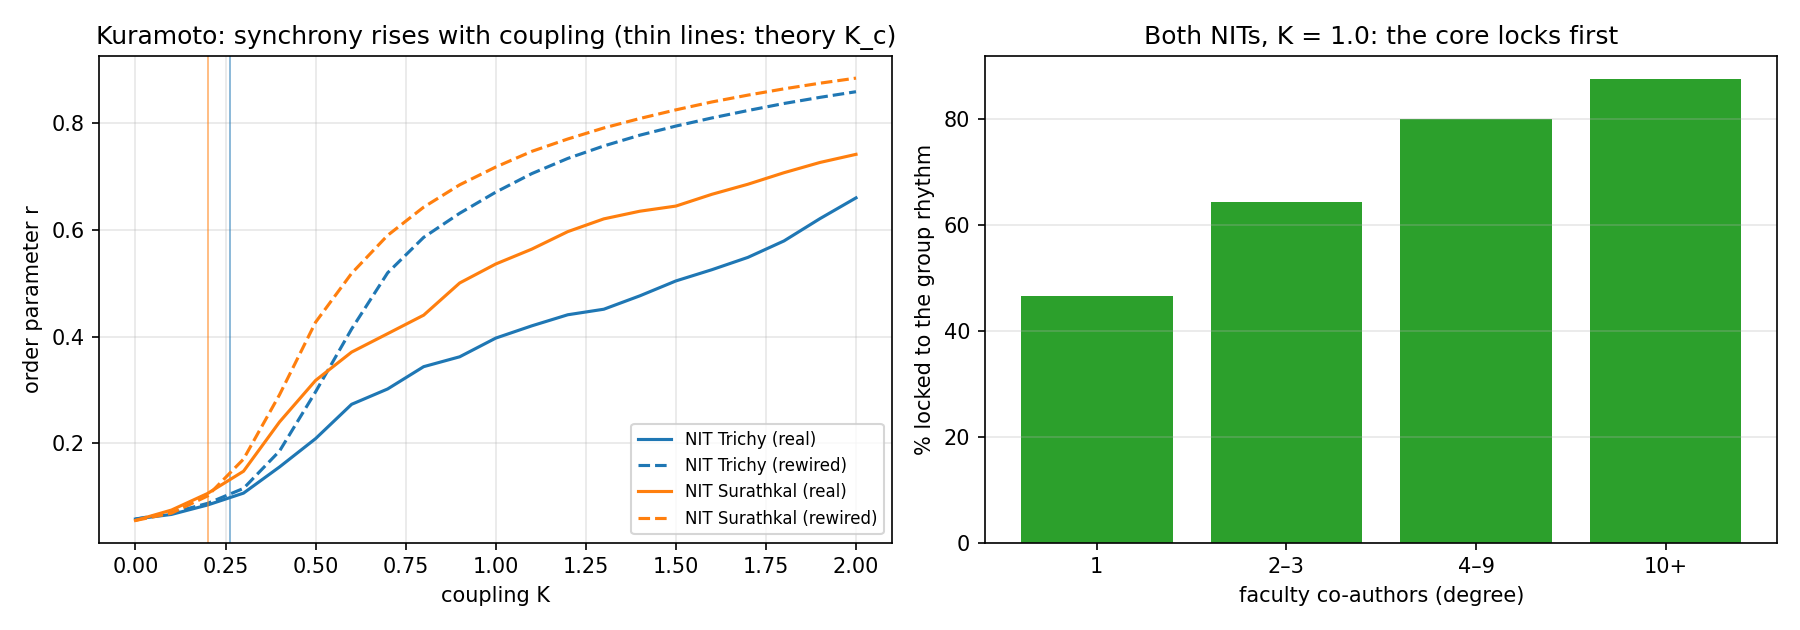 Kuramoto: synchrony rises with coupling (thin lines: theory K_c)
order parameter r
0.8
0.6
0.4
0.2
0.00 0.25 0.50 0.75 1.00 1.25 1.50 1.75 2.00
coupling K
NIT Trichy (real)
NIT Trichy (rewired)
NIT Surathkal (real)
NIT Surathkal (rewired)
Both NITs, K = 1.0: the core locks first
% locked to the group rhythm
80
60
40
20
0
1 2–3 4–9 10+
faculty co-authors (degree)